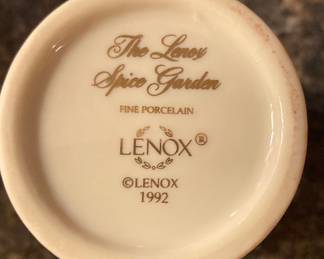 The Lenox
Spice Garden
FINE PORCELAIN
LENOX®
©LENOX
1992